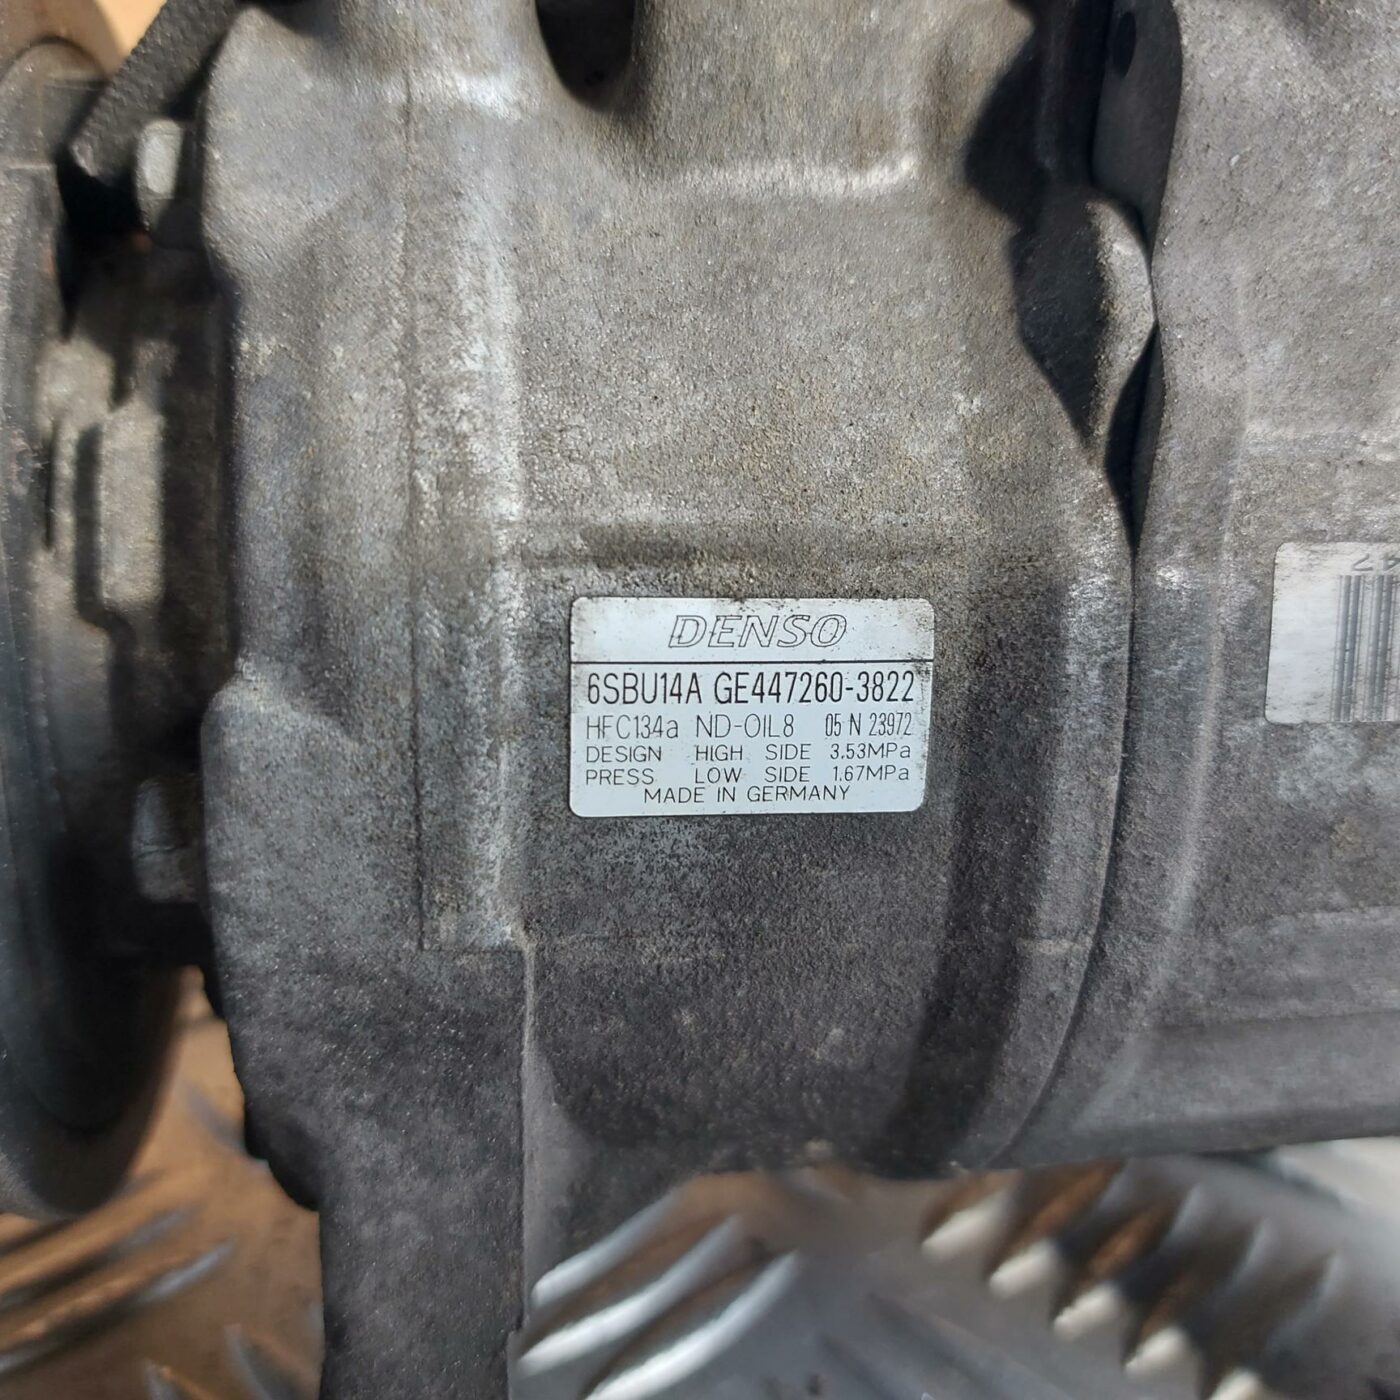 DENSO
6SBU14A GE447260-3822
HFC134a ND-OIL8 05 N 23972
DESIGN HIGH SIDE 3.53MPa
PRESS LOW SIDE 1.67MPa
MADE IN GERMANY